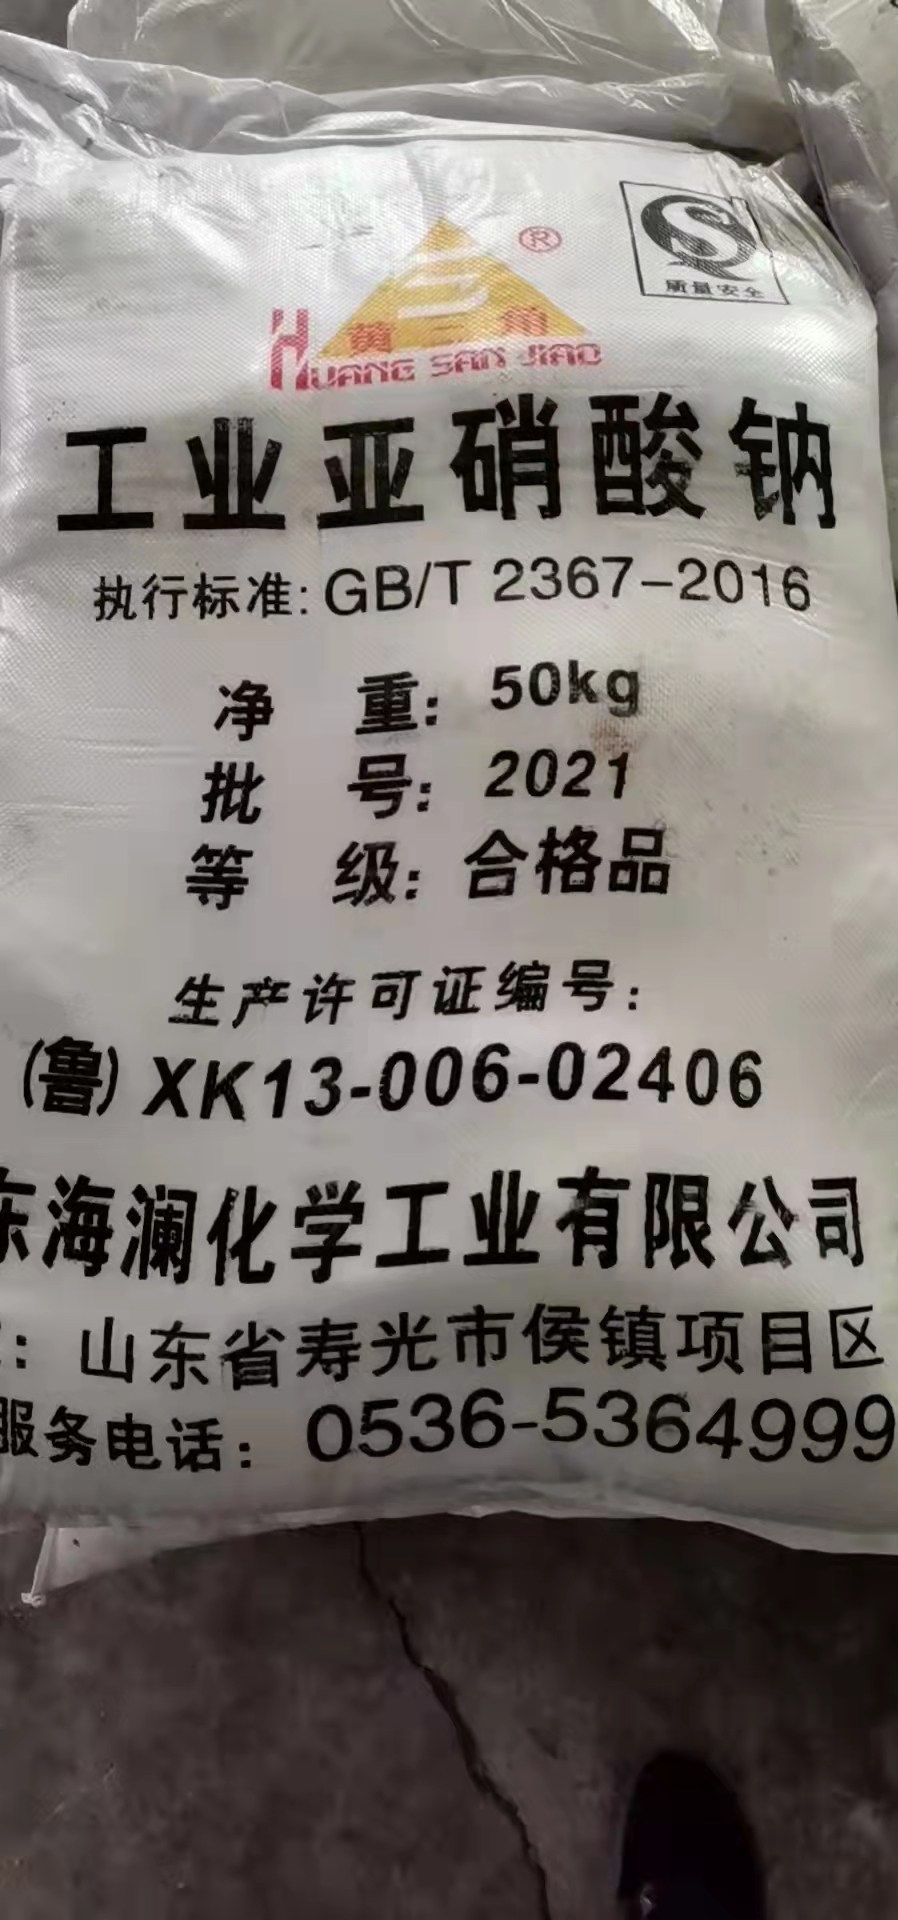 ®
质量安全
黄三角
HUANG SAN JIAO
工业亚硝酸钠
执行标准: GB/T 2367-2016
净 重: 50kg
批 号: 2021
等 级: 合格品
生产许可证编号:
(鲁) XK13-006-02406
东海澜化学工业有限公司
: 山东省寿光市侯镇项目区
服务电话: 0536-5364999